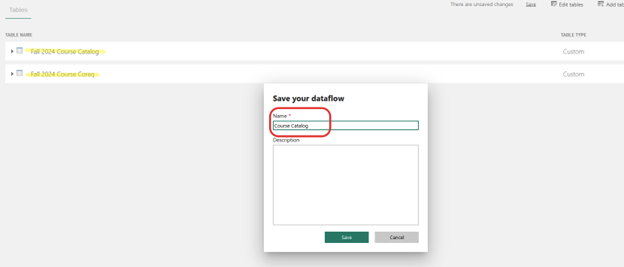 Tables
There are unsaved changes Save Edit tables Add tab
TABLE NAME TABLE TYPE
Fall 2024 Course Catalog Custom
Fall 2024 Course Coreq Custom
Save your dataflow
Name *
Course Catalog
Description
Save Cancel